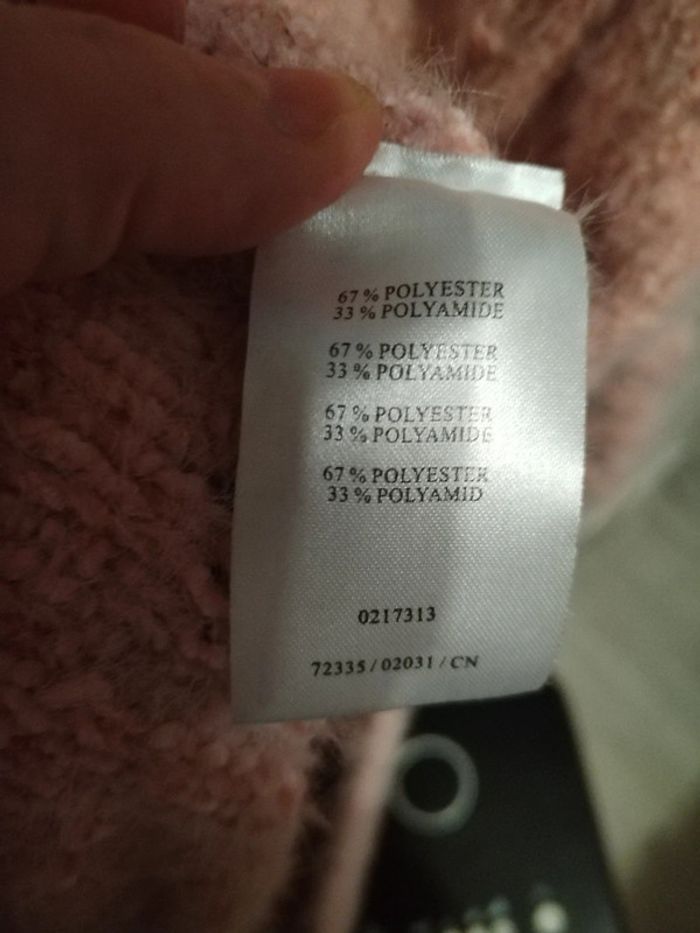 67 % POLYESTER
33 % POLYAMIDE
67 % POLYESTER
33 % POLYAMIDE
67 % POLYESTER
33 % POLYAMIDE
67 % POLYESTER
33 % POLYAMID
0217313
72335 / 02031 / CN